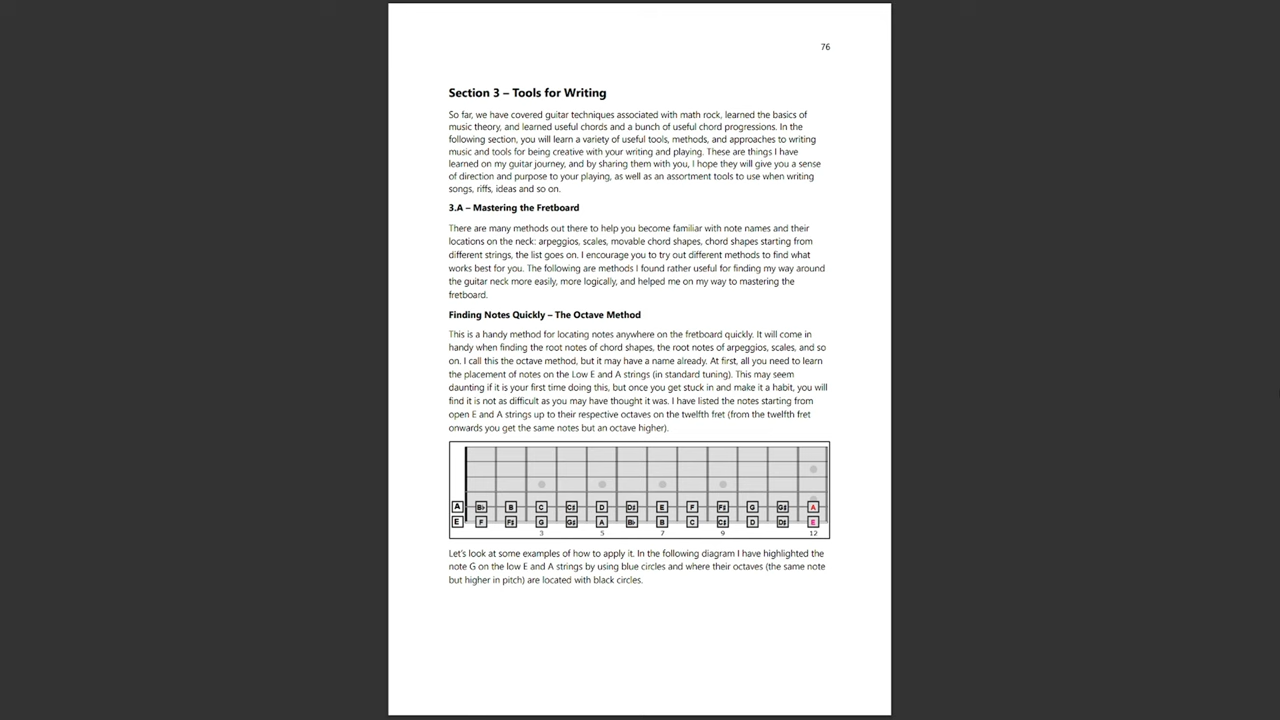 76
Section 3 – Tools for Writing
So far, we have covered guitar techniques associated with math rock, learned the basics of
music theory, and learned useful chords and a bunch of useful chord progressions. In the
following section, you will learn a variety of useful tools, methods, and approaches to writing
music and tools for being creative with your writing and playing. These are things I have
learned on my guitar journey, and by sharing them with you, I hope they will give you a sense
of direction and purpose to your playing, as well as an assortment tools to use when writing
songs, riffs, ideas and so on.
3.A – Mastering the Fretboard
There are many methods out there to help you become familiar with note names and their
locations on the neck: arpeggios, scales, movable chord shapes, chord shapes starting from
different strings, the list goes on. I encourage you to try out different methods to find what
works best for you. The following are methods I found rather useful for finding my way around
the guitar neck more easily, more logically, and helped me on my way to mastering the
fretboard.
Finding Notes Quickly – The Octave Method
This is a handy method for locating notes anywhere on the fretboard quickly. It will come in
handy when finding the root notes of chord shapes, the root notes of arpeggios, scales, and so
on. I call this the octave method, but it may have a name already. At first, all you need to learn
the placement of notes on the Low E and A strings (in standard tuning). This may seem
daunting if it is your first time doing this, but once you get stuck in and make it a habit, you will
find it is not as difficult as you may have thought it was. I have listed the notes starting from
open E and A strings up to their respective octaves on the twelfth fret (from the twelfth fret
onwards you get the same notes but an octave higher).
A B♭ B C C♯ D D♯ E F F♯ G G♯ A
E F F♯ G G♯ A B♭ B C C♯ D D♯ E
3 5 7 9 12
Let's look at some examples of how to apply it. In the following diagram I have highlighted the
note G on the low E and A strings by using blue circles and where their octaves (the same note
but higher in pitch) are located with black circles.